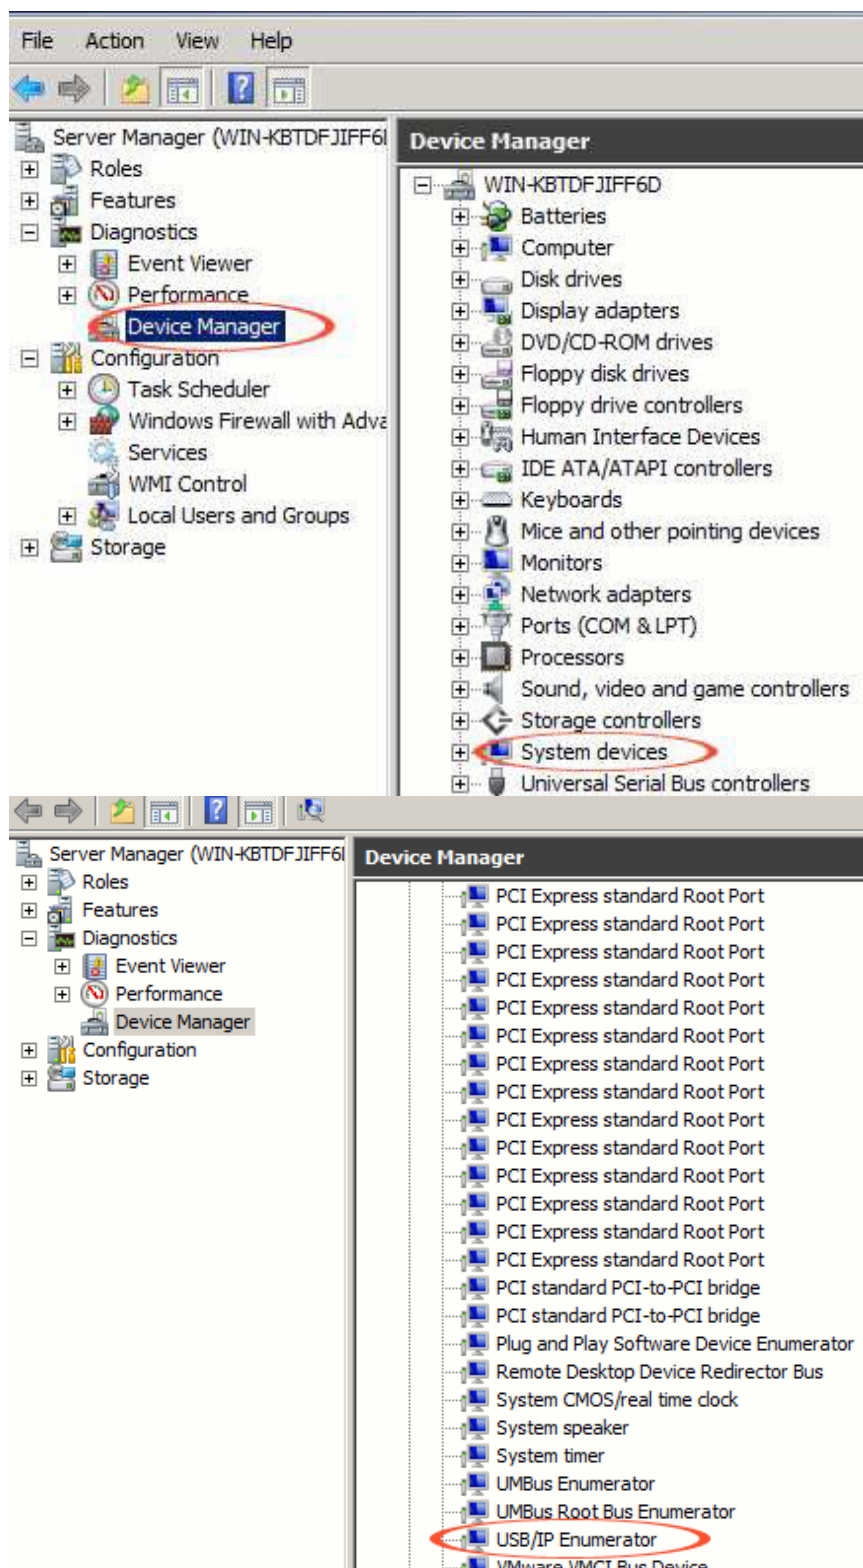 File Action View Help
Server Manager (WIN-KBTDFJIFF6
Roles
Features
Diagnostics
Event Viewer
Performance
Device Manager
Configuration
Task Scheduler
Windows Firewall with Adva
Services
WMI Control
Local Users and Groups
Storage
Device Manager
WIN-KBTDFJIFF6D
Batteries
Computer
Disk drives
Display adapters
DVD/CD-ROM drives
Floppy disk drives
Floppy drive controllers
Human Interface Devices
IDE ATA/ATAPI controllers
Keyboards
Mice and other pointing devices
Monitors
Network adapters
Ports (COM & LPT)
Processors
Sound, video and game controllers
Storage controllers
System devices
Universal Serial Bus controllers
Server Manager (WIN-KBTDFJIFF6
Roles
Features
Diagnostics
Event Viewer
Performance
Device Manager
Configuration
Storage
Device Manager
PCI Express standard Root Port
PCI Express standard Root Port
PCI Express standard Root Port
PCI Express standard Root Port
PCI Express standard Root Port
PCI Express standard Root Port
PCI Express standard Root Port
PCI Express standard Root Port
PCI Express standard Root Port
PCI Express standard Root Port
PCI Express standard Root Port
PCI Express standard Root Port
PCI Express standard Root Port
PCI Express standard Root Port
PCI standard PCI-to-PCI bridge
PCI standard PCI-to-PCI bridge
Plug and Play Software Device Enumerator
Remote Desktop Device Redirector Bus
System CMOS/real time clock
System speaker
System timer
UMBus Enumerator
UMBus Root Bus Enumerator
USB/IP Enumerator
VMware VMCI Bus Device